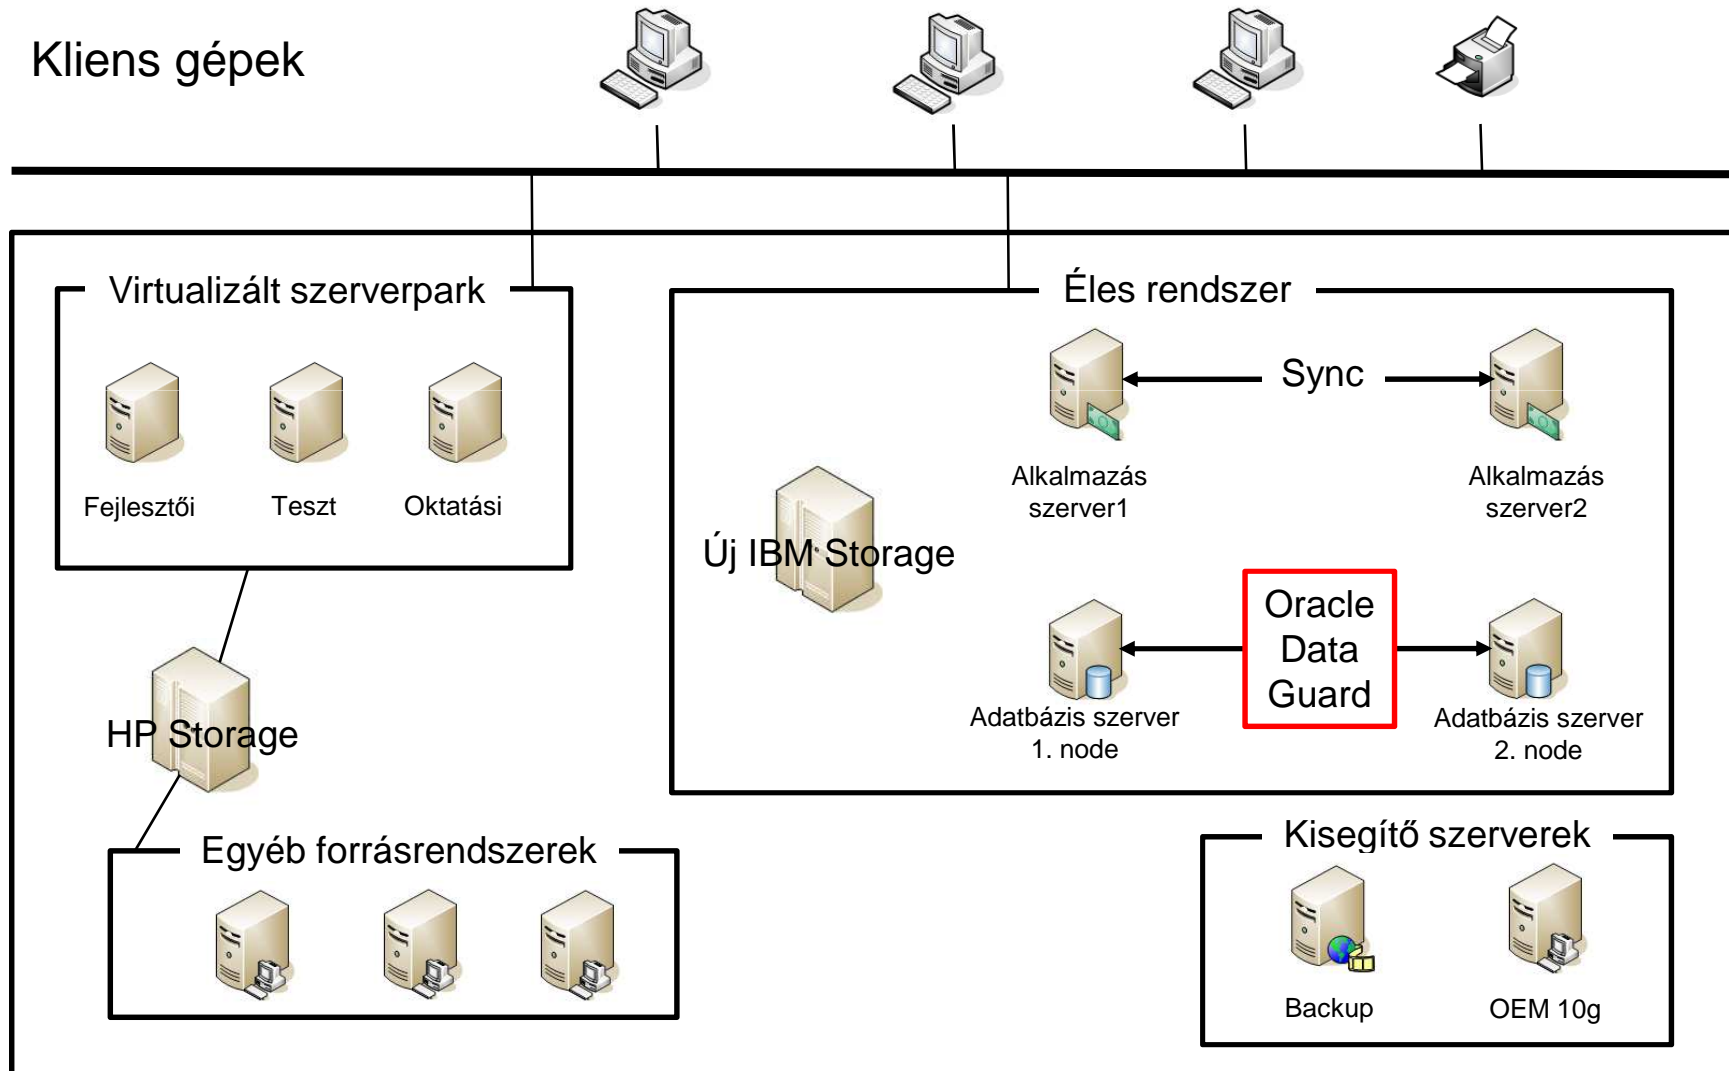 Kliens gépek
Virtualizált szerverpark
Éles rendszer
Fejlesztői
Teszt
Oktatási
Sync
Alkalmazás
szerver1
Alkalmazás
szerver2
Új IBM Storage
Oracle
Data
Guard
Adatbázis szerver
1. node
Adatbázis szerver
2. node
HP Storage
Egyéb forrásrendszerek
Kisegítő szerverek
Backup
OEM 10g